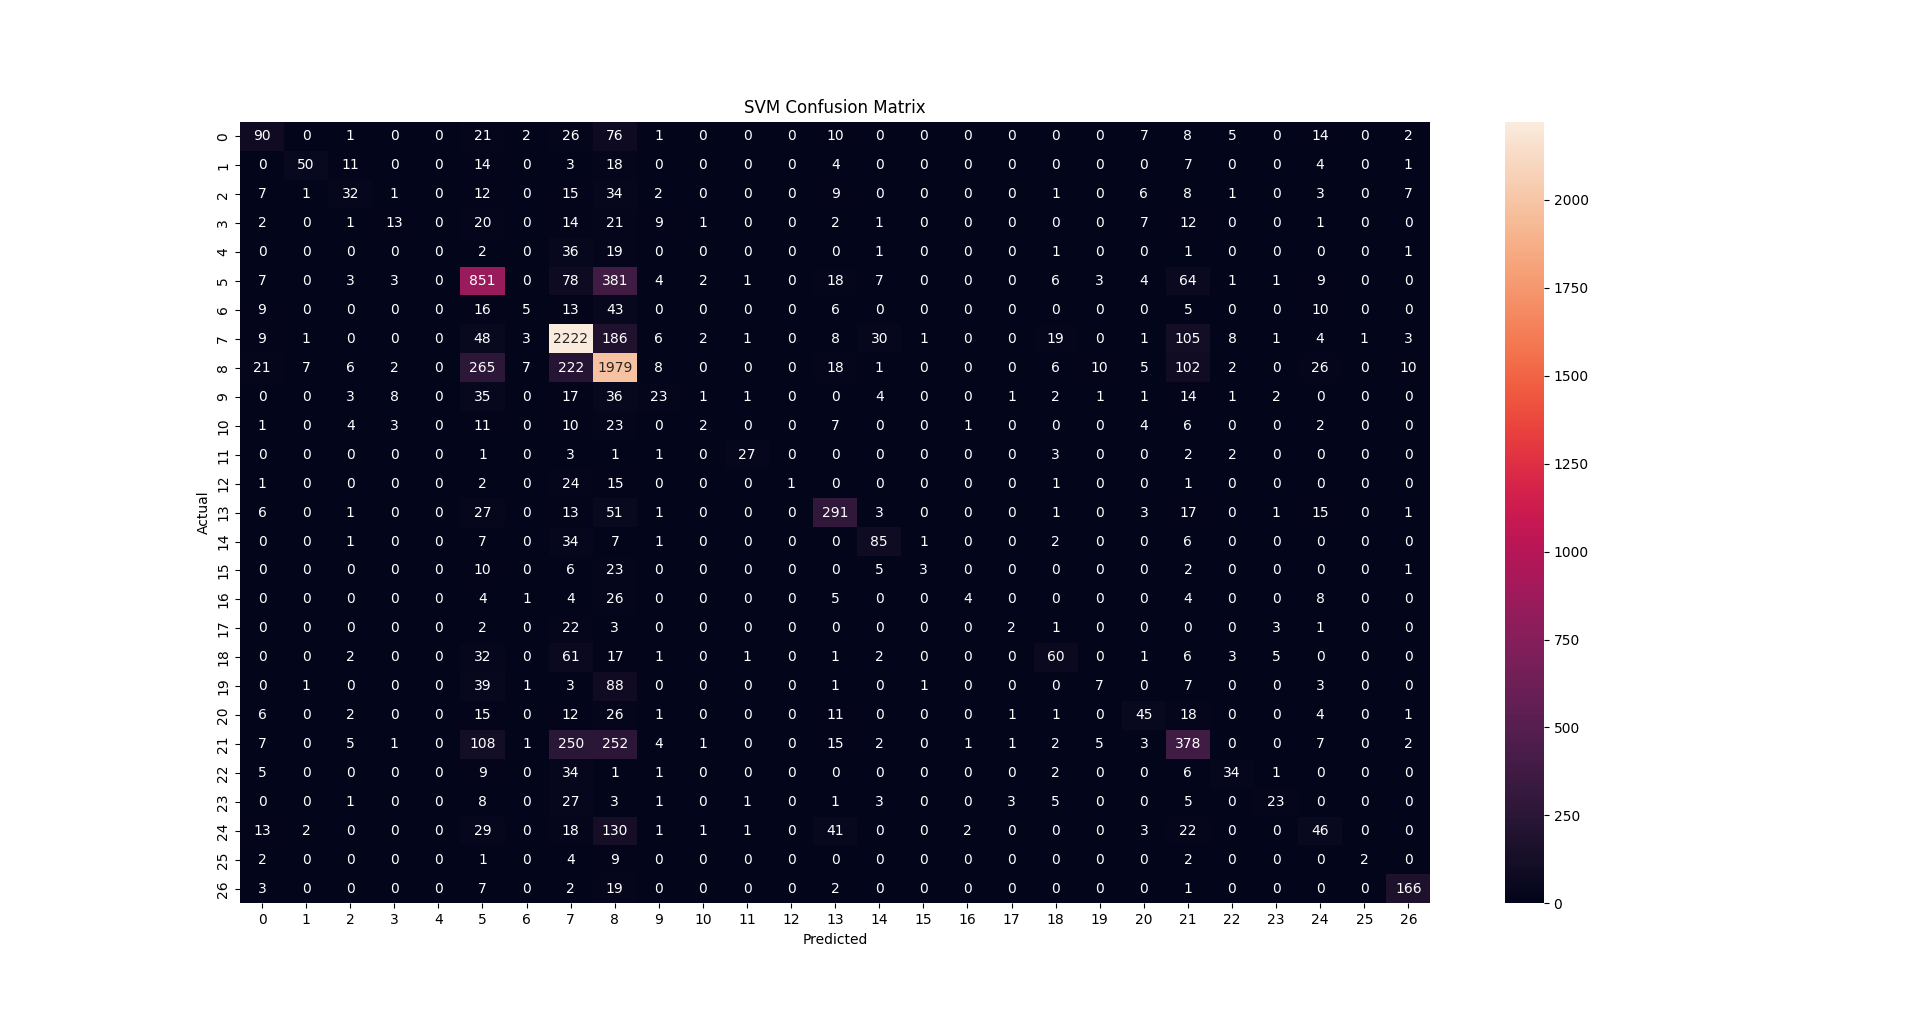 SVM Confusion Matrix
0 90 0 1 0 0 21 2 26 76 1 0 0 0 10 0 0 0 0 0 0 7 8 5 0 14 0 2
1 0 50 11 0 0 14 0 3 18 0 0 0 0 4 0 0 0 0 0 0 0 7 0 0 4 0 1
2 7 1 32 1 0 12 0 15 34 2 0 0 0 9 0 0 0 0 1 0 6 8 1 0 3 0 7
3 2 0 1 13 0 20 0 14 21 9 1 0 0 2 1 0 0 0 0 0 7 12 0 0 1 0 0
4 0 0 0 0 0 2 0 36 19 0 0 0 0 0 1 0 0 0 1 0 0 1 0 0 0 0 1
5 7 0 3 3 0 851 0 78 381 4 2 1 0 18 7 0 0 0 6 3 4 64 1 1 9 0 0
6 9 0 0 0 0 16 5 13 43 0 0 0 0 6 0 0 0 0 0 0 0 5 0 0 10 0 0
7 9 1 0 0 0 48 3 2222 186 6 2 1 0 8 30 1 0 0 19 0 1 105 8 1 4 1 3
8 21 7 6 2 0 265 7 222 1979 8 0 0 0 18 1 0 0 0 6 10 5 102 2 0 26 0 10
9 0 0 3 8 0 35 0 17 36 23 1 1 0 0 4 0 0 1 2 1 1 14 1 2 0 0 0
10 1 0 4 3 0 11 0 10 23 0 2 0 0 7 0 0 1 0 0 0 4 6 0 0 2 0 0
11 0 0 0 0 0 1 0 3 1 1 0 27 0 0 0 0 0 0 3 0 0 2 2 0 0 0 0
12 1 0 0 0 0 2 0 24 15 0 0 0 1 0 0 0 0 0 1 0 0 1 0 0 0 0 0
13 6 0 1 0 0 27 0 13 51 1 0 0 0 291 3 0 0 0 1 0 3 17 0 1 15 0 1
14 0 0 1 0 0 7 0 34 7 1 0 0 0 0 85 1 0 0 2 0 0 6 0 0 0 0 0
15 0 0 0 0 0 10 0 6 23 0 0 0 0 0 5 3 0 0 0 0 0 2 0 0 0 0 1
16 0 0 0 0 0 4 1 4 26 0 0 0 0 5 0 0 4 0 0 0 0 4 0 0 8 0 0
17 0 0 0 0 0 2 0 22 3 0 0 0 0 0 0 0 0 2 1 0 0 0 0 3 1 0 0
18 0 0 2 0 0 32 0 61 17 1 0 1 0 1 2 0 0 0 60 0 1 6 3 5 0 0 0
19 0 1 0 0 0 39 1 3 88 0 0 0 0 1 0 1 0 0 0 7 0 7 0 0 3 0 0
20 6 0 2 0 0 15 0 12 26 1 0 0 0 11 0 0 0 1 1 0 45 18 0 0 4 0 1
21 7 0 5 1 0 108 1 250 252 4 1 0 0 15 2 0 1 1 2 5 3 378 0 0 7 0 2
22 5 0 0 0 0 9 0 34 1 1 0 0 0 0 0 0 0 0 2 0 0 6 34 1 0 0 0
23 0 0 1 0 0 8 0 27 3 1 0 1 0 1 3 0 0 3 5 0 0 5 0 23 0 0 0
24 13 2 0 0 0 29 0 18 130 1 1 1 0 41 0 0 2 0 0 0 3 22 0 0 46 0 0
25 2 0 0 0 0 1 0 4 9 0 0 0 0 0 0 0 0 0 0 0 0 2 0 0 0 2 0
26 3 0 0 0 0 7 0 2 19 0 0 0 0 2 0 0 0 0 0 0 0 1 0 0 0 0 166
0 1 2 3 4 5 6 7 8 9 10 11 12 13 14 15 16 17 18 19 20 21 22 23 24 25 26
Predicted
Actual
2000
1750
1500
1250
1000
750
500
250
0